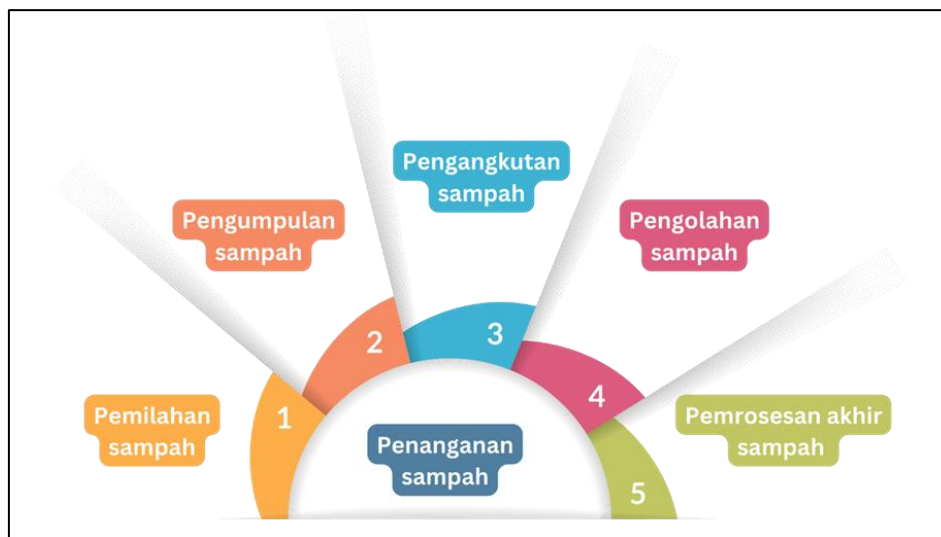 Pemilahan
sampah
1
Pengumpulan
sampah
2
Pengangkutan
sampah
3
Pengolahan
sampah
4
Pemrosesan akhir
sampah
5
Penanganan
sampah